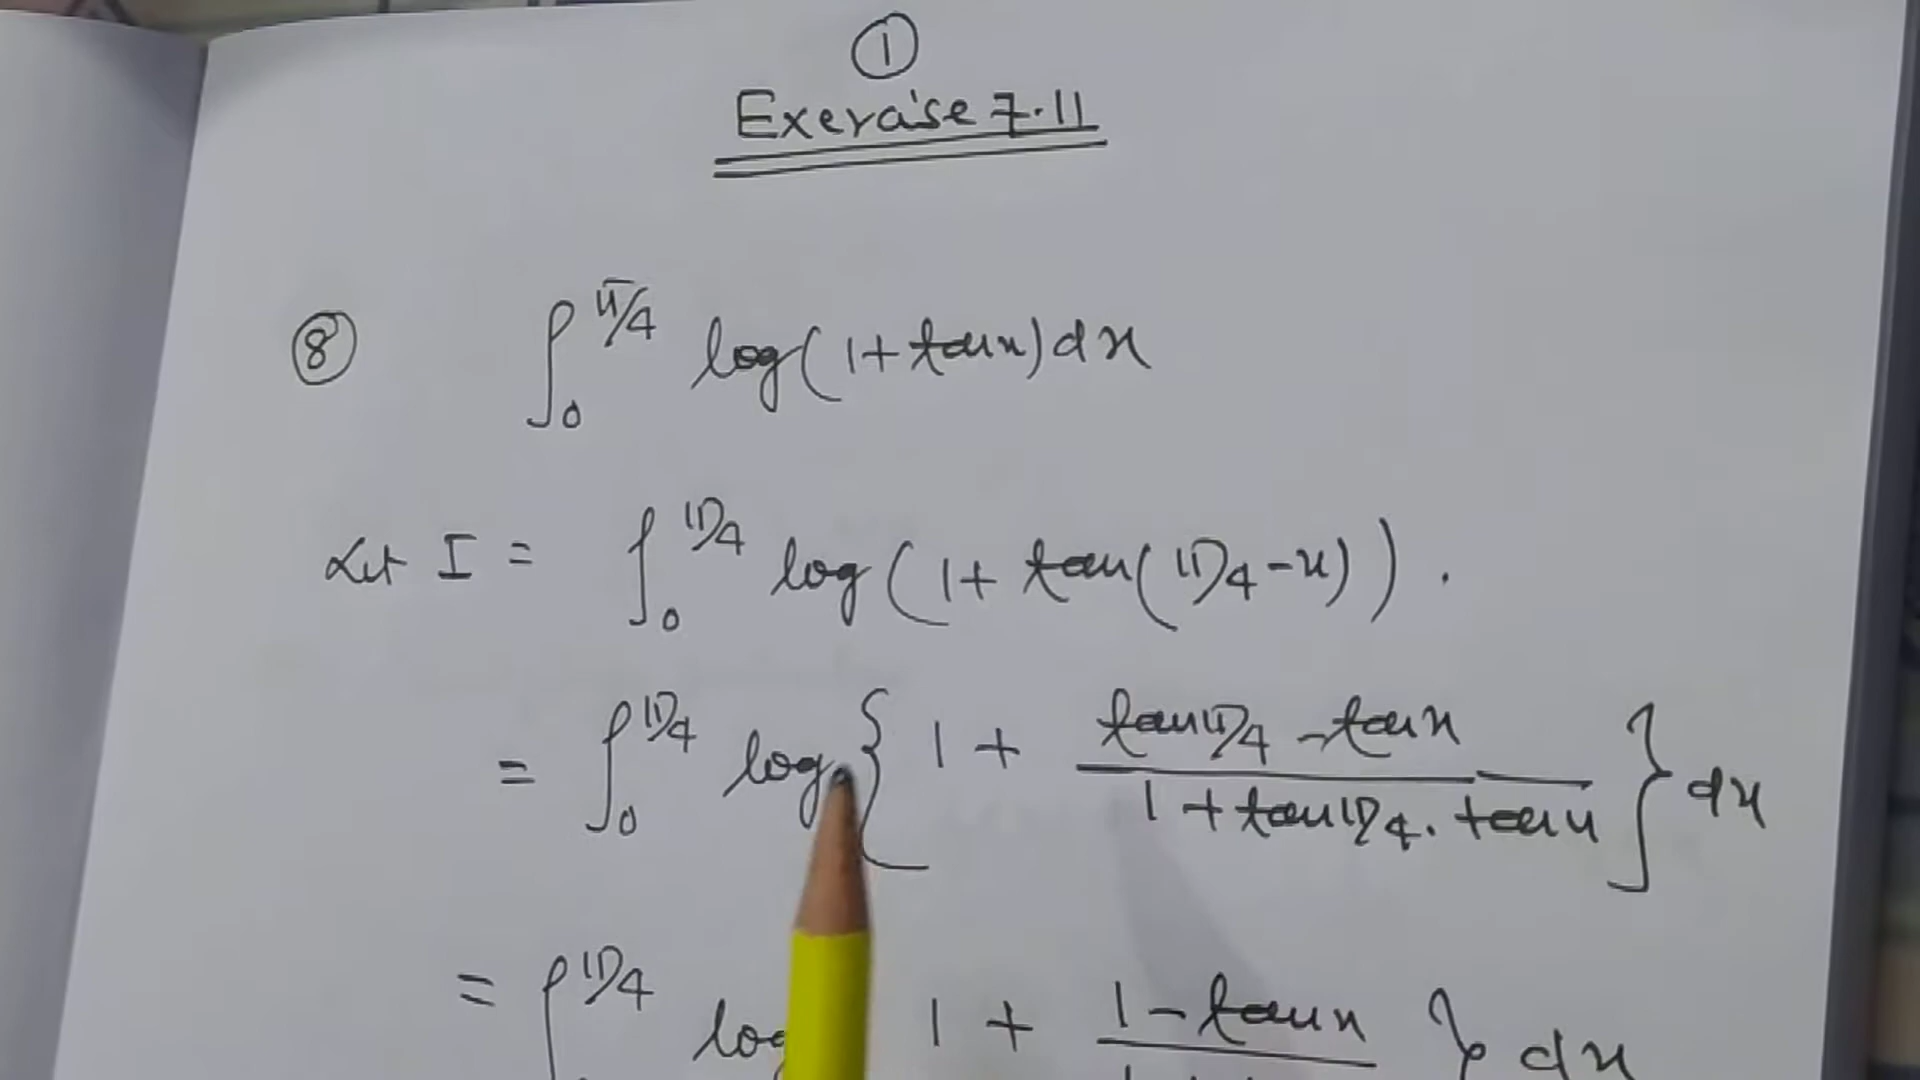 ①
Exercise 7.11
⑧ ∫₀^{π/4} log(1+tanx)dx
Let I = ∫₀^{π/4} log(1+ tan(π/4-x)).
= ∫₀^{π/4} log{1 + (tanπ/4 -tanx)/(1+tanπ/4. tanx)}dx
= ∫^{π/4} log 1 + (1-tanx)/ } dx